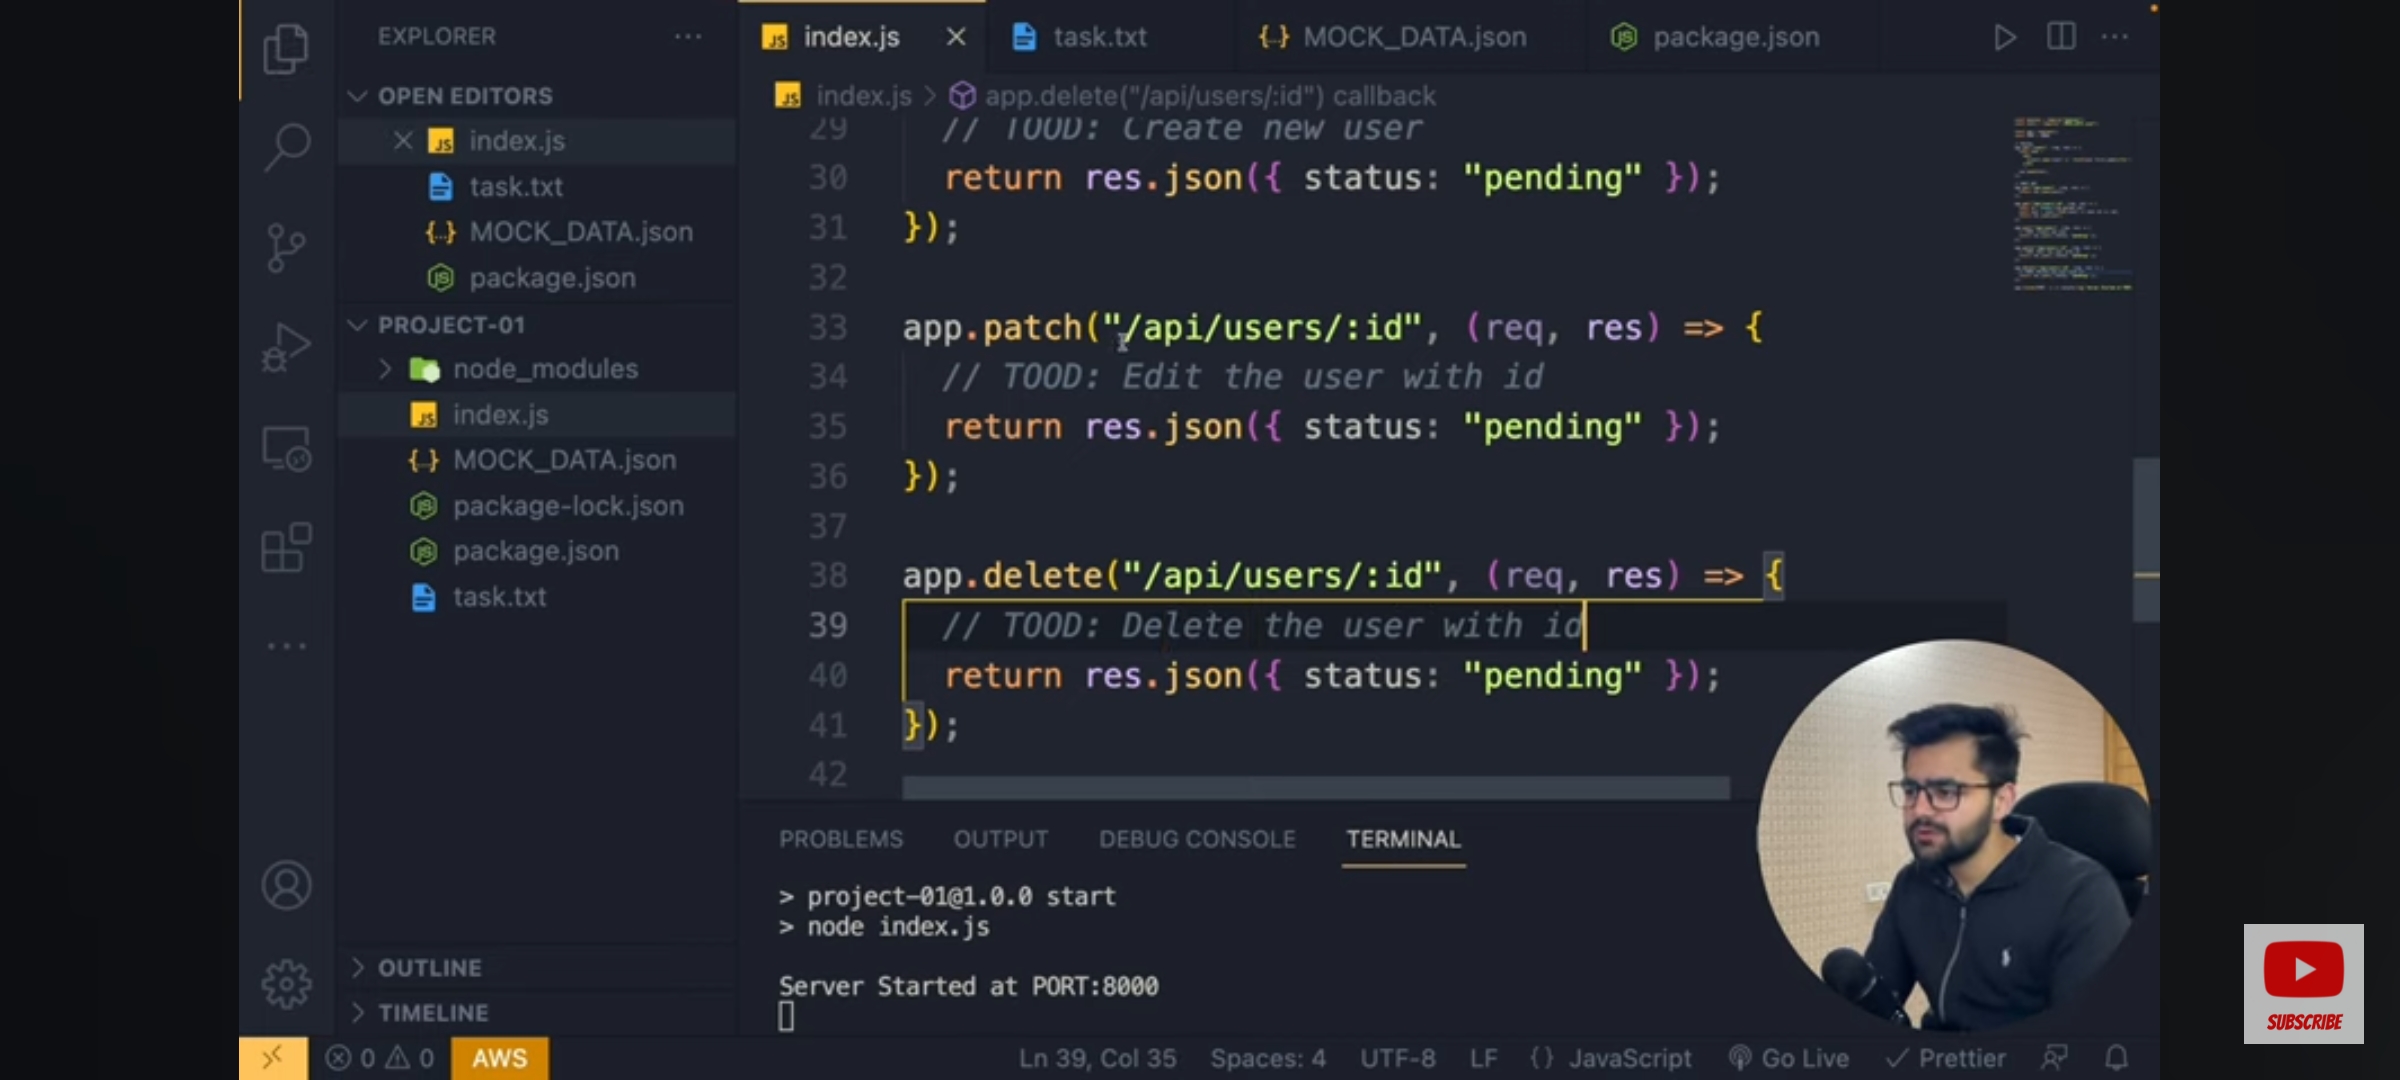 EXPLORER
OPEN EDITORS
index.js
task.txt
MOCK_DATA.json
package.json
PROJECT-01
node_modules
index.js
MOCK_DATA.json
package-lock.json
package.json
task.txt
OUTLINE
TIMELINE
index.js
task.txt
MOCK_DATA.json
package.json
index.js > app.delete("/api/users/:id") callback
29 // TOOD: Create new user
30 return res.json({ status: "pending" });
31 });
32
33 app.patch("/api/users/:id", (req, res) => {
34 // TOOD: Edit the user with id
35 return res.json({ status: "pending" });
36 });
37
38 app.delete("/api/users/:id", (req, res) => {
39 // TOOD: Delete the user with id
40 return res.json({ status: "pending" });
41 });
42
PROBLEMS OUTPUT DEBUG CONSOLE TERMINAL
> project-01@1.0.0 start
> node index.js
Server Started at PORT:8000
0 0 AWS Ln 39, Col 35 Spaces: 4 UTF-8 LF {} JavaScript Go Live Prettier
SUBSCRIBE